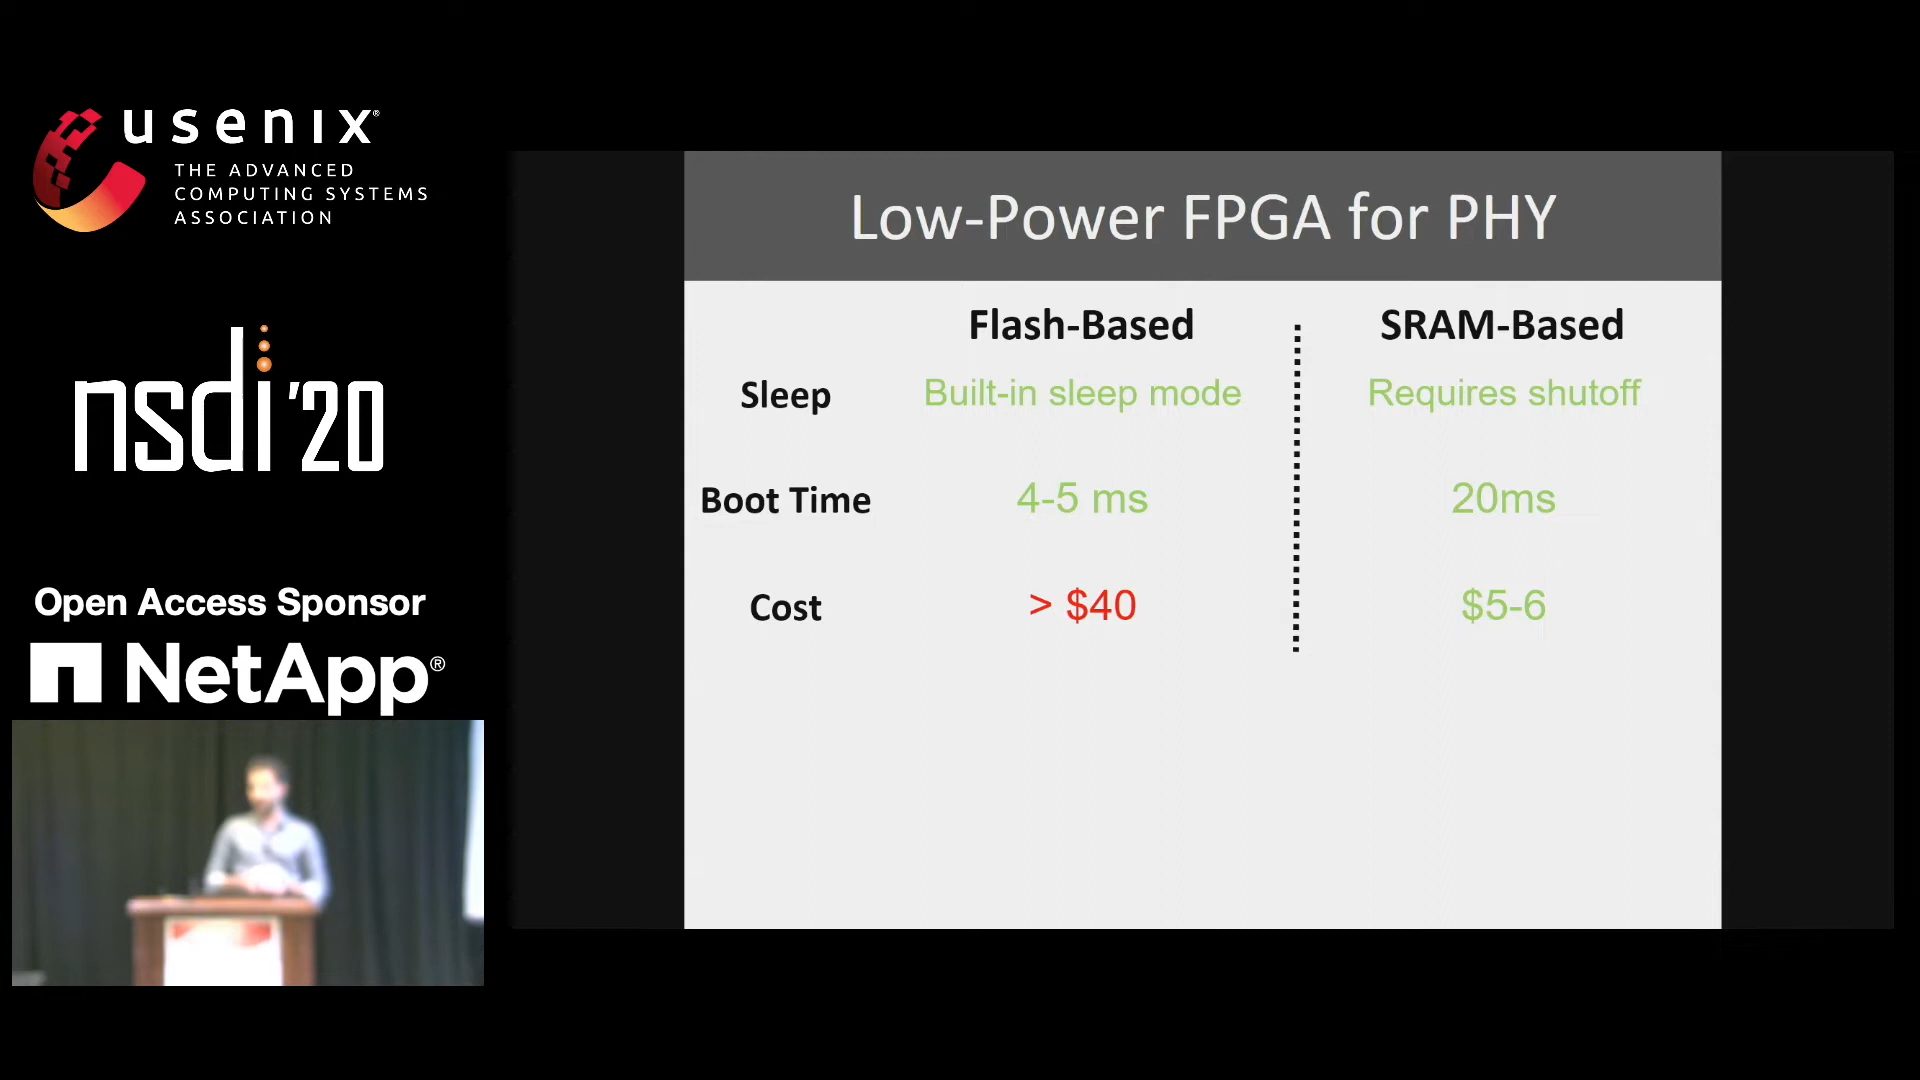 usenix®
THE ADVANCED
COMPUTING SYSTEMS
ASSOCIATION
nsdi '20
Open Access Sponsor
NetApp®
Low-Power FPGA for PHY
Flash-Based SRAM-Based
Sleep Built-in sleep mode Requires shutoff
Boot Time 4-5 ms 20ms
Cost > $40 $5-6